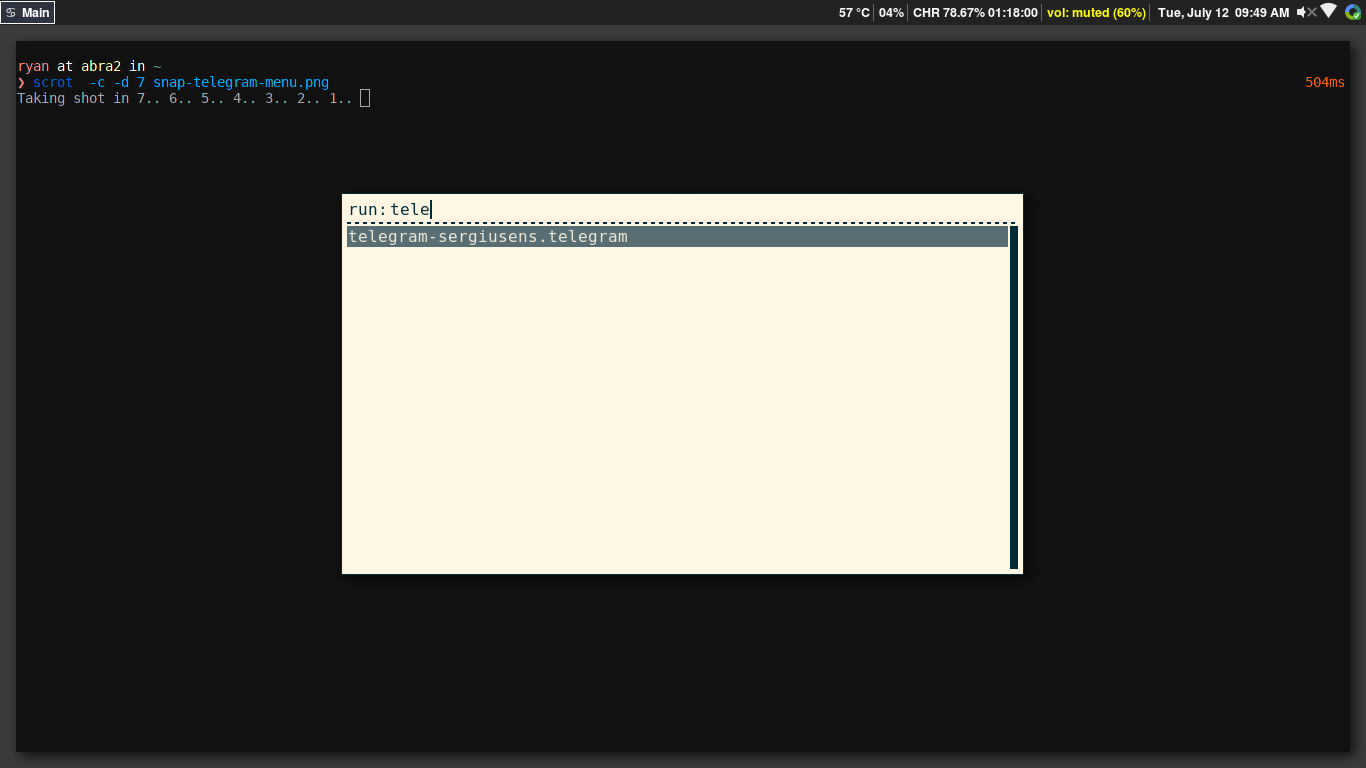 Main 57 °C 04% CHR 78.67% 01:18:00 vol: muted (60%) Tue, July 12 09:49 AM
ryan at abra2 in ~
❯ scrot  -c -d 7 snap-telegram-menu.png 504ms
Taking shot in 7.. 6.. 5.. 4.. 3.. 2.. 1..
run: tele
telegram-sergiusens.telegram